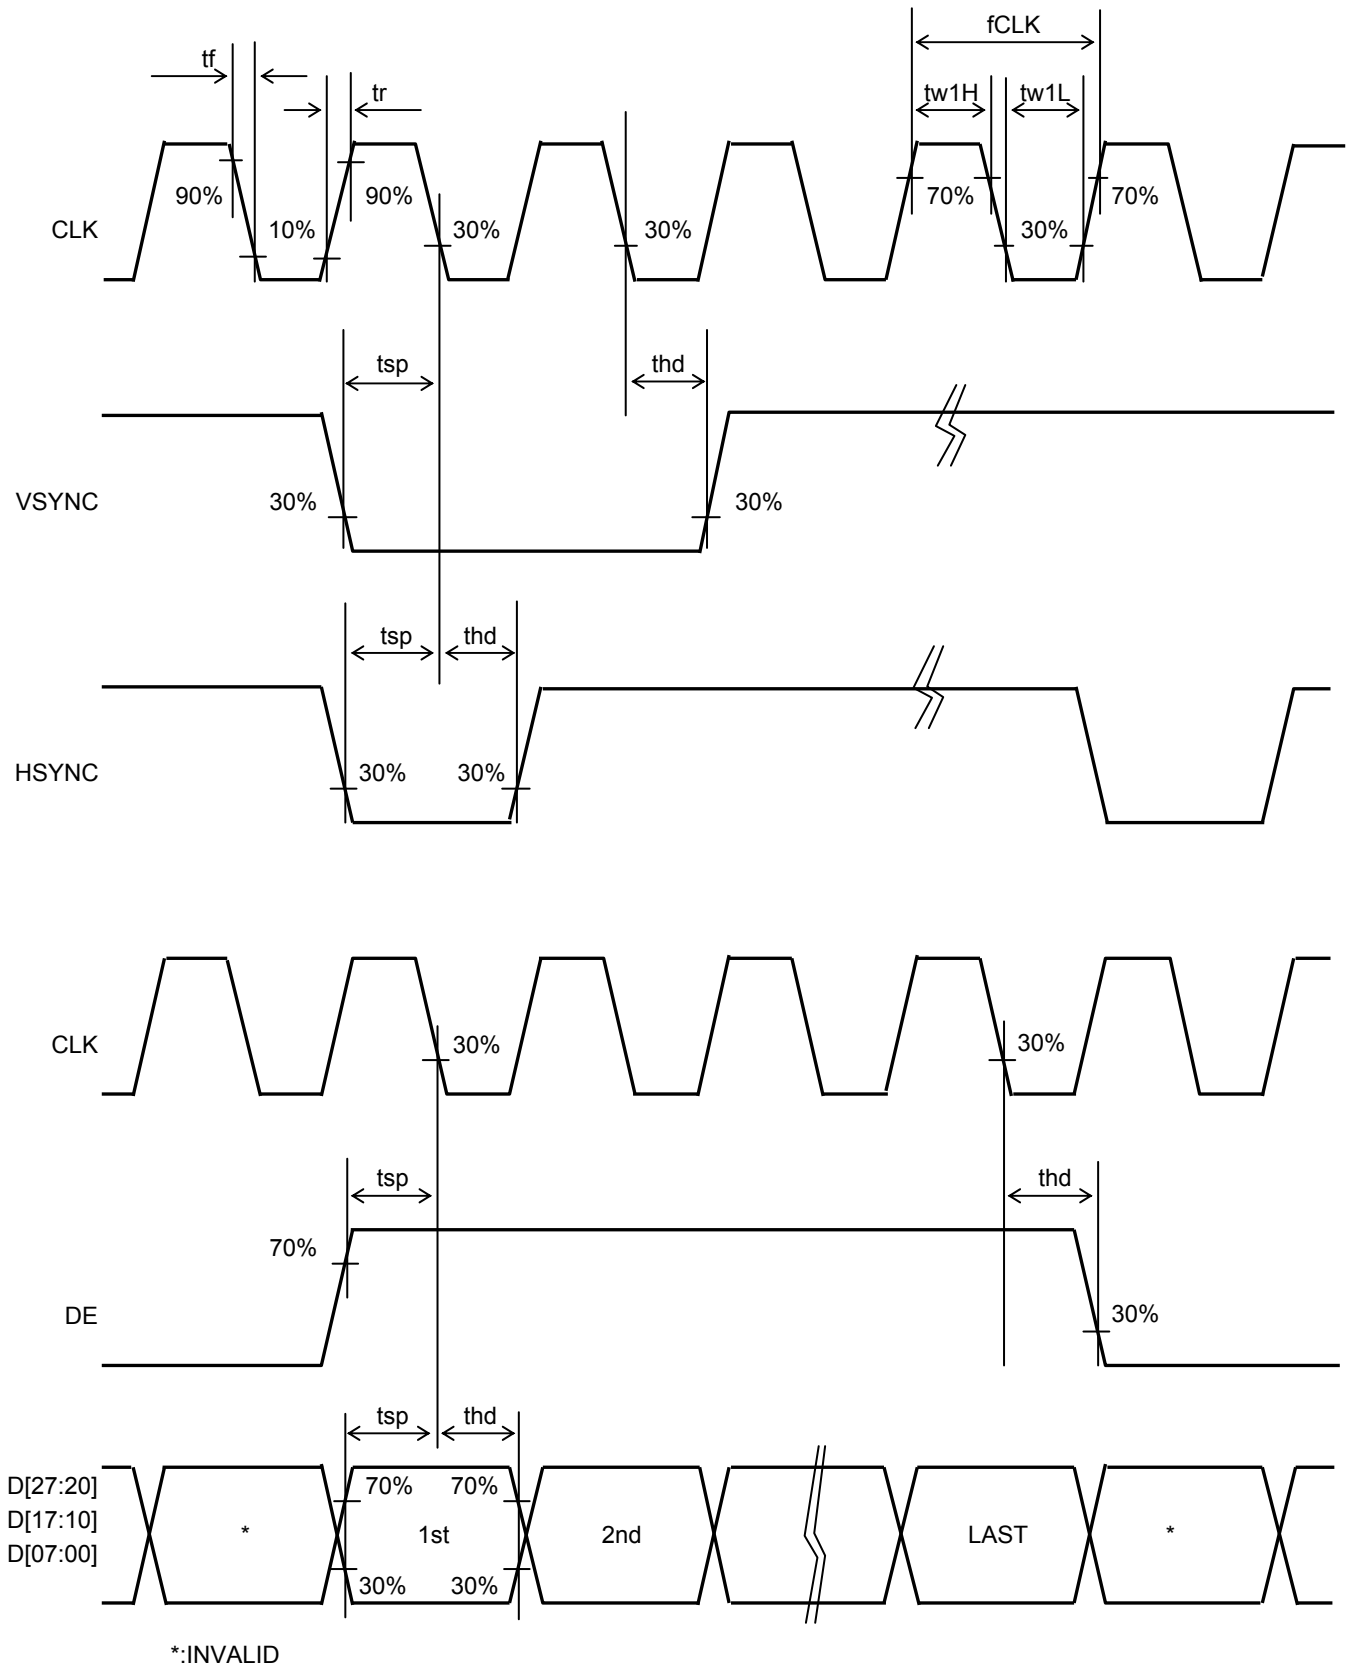 fCLK
tf
tr
tw1H
tw1L
90%
90%
70%
70%
CLK
10%
30%
30%
30%
tsp
thd
VSYNC
30%
30%
tsp
thd
HSYNC
30%
30%
CLK
30%
30%
tsp
thd
70%
DE
30%
tsp
thd
D[27:20]
70%
70%
D[17:10]
*
1st
2nd
LAST
*
D[07:00]
30%
30%
*:INVALID